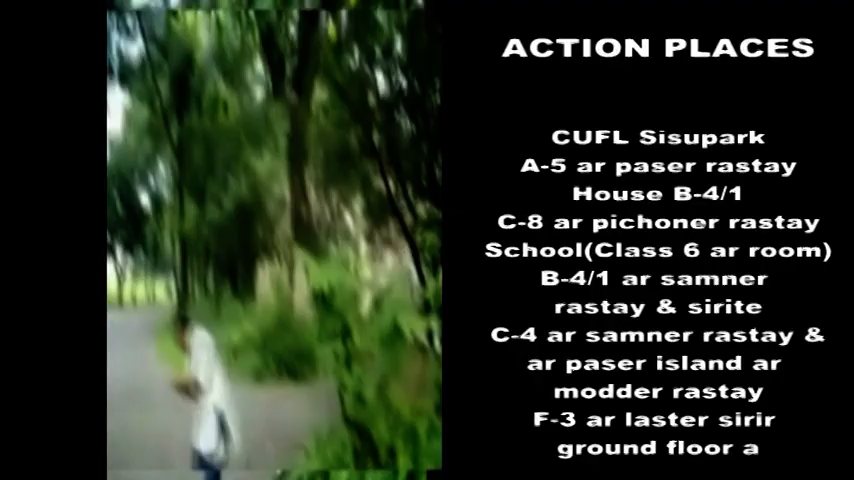 ACTION PLACES
CUFL Sisupark
A-5 ar paser rastay
House B-4/1
C-8 ar pichoner rastay
School(Class 6 ar room)
B-4/1 ar samner
rastay & sirite
C-4 ar samner rastay &
ar paser island ar
modder rastay
F-3 ar laster sirir
ground floor a